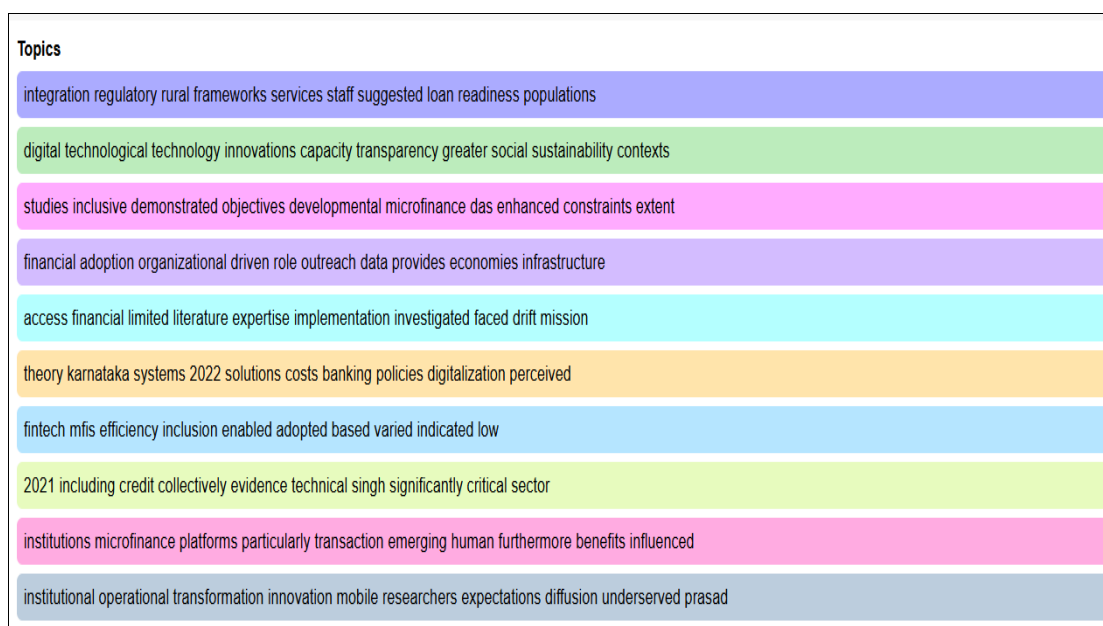 Topics
integration regulatory rural frameworks services staff suggested loan readiness populations
digital technological technology innovations capacity transparency greater social sustainability contexts
studies inclusive demonstrated objectives developmental microfinance das enhanced constraints extent
financial adoption organizational driven role outreach data provides economies infrastructure
access financial limited literature expertise implementation investigated faced drift mission
theory karnataka systems 2022 solutions costs banking policies digitalization perceived
fintech mfis efficiency inclusion enabled adopted based varied indicated low
2021 including credit collectively evidence technical singh significantly critical sector
institutions microfinance platforms particularly transaction emerging human furthermore benefits influenced
institutional operational transformation innovation mobile researchers expectations diffusion underserved prasad